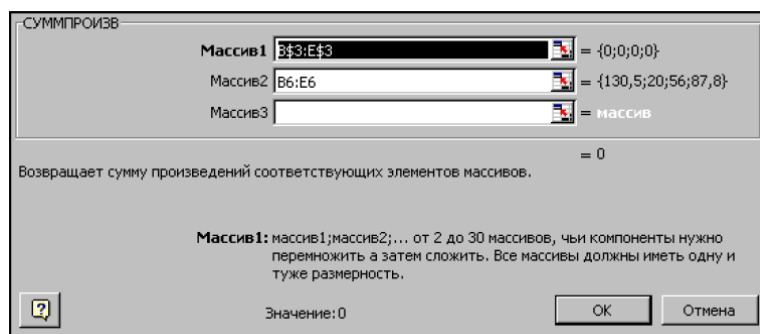 СУММПРОИЗВ
Массив1 B$3:E$3 = {0;0;0;0}
Массив2 B6:E6 = {130,5;20;56;87,8}
Массив3 = массив
= 0
Возвращает сумму произведений соответствующих элементов массивов.
Массив1: массив1;массив2;... от 2 до 30 массивов, чьи компоненты нужно
перемножить а затем сложить. Все массивы должны иметь одну и
туже размерность.
? Значение:0 OK Отмена